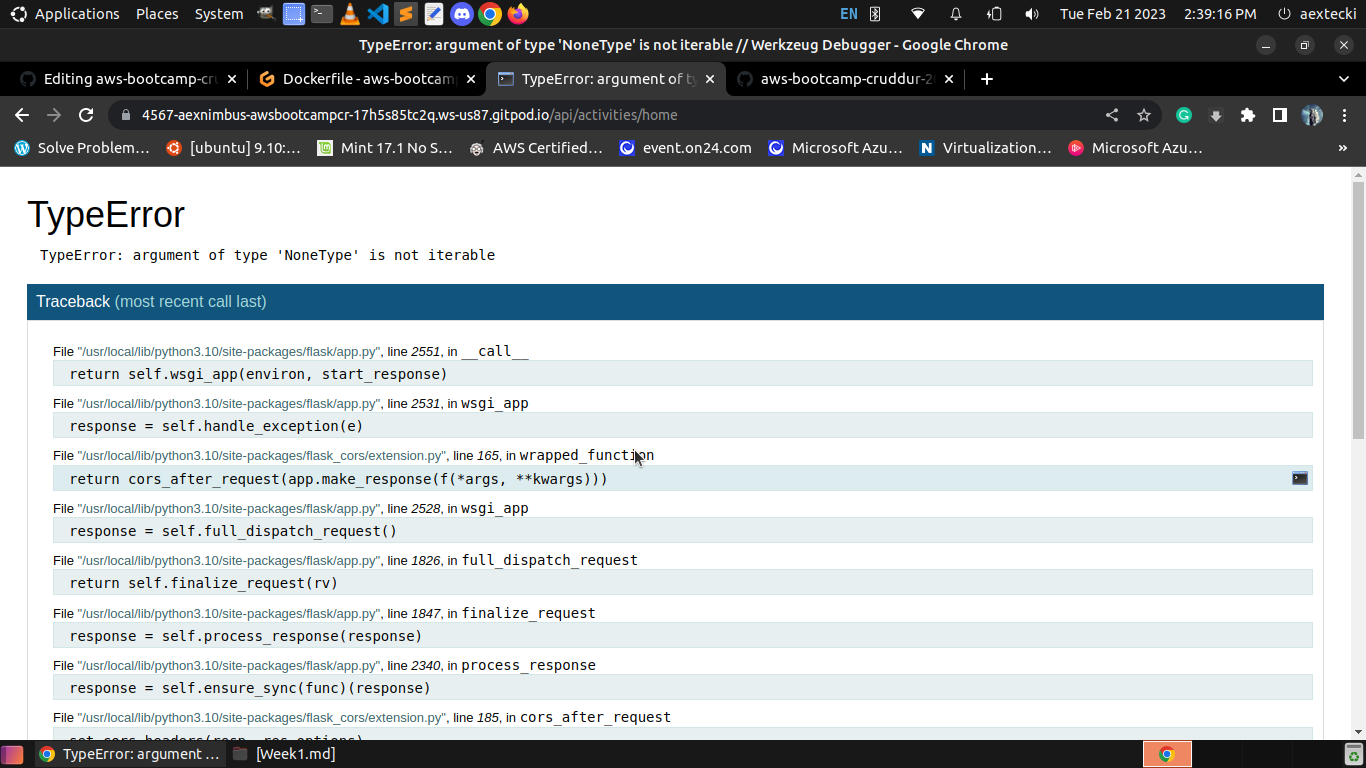 Applications Places System EN Tue Feb 21 2023 2:39:16 PM aextecki
TypeError: argument of type 'NoneType' is not iterable // Werkzeug Debugger - Google Chrome
Editing aws-bootcamp-cru Dockerfile - aws-bootcam TypeError: argument of ty aws-bootcamp-cruddur-20
4567-aexnimbus-awsbootcampcr-17h5s85tc2q.ws-us87.gitpod.io/api/activities/home
Solve Problem... [ubuntu] 9.10:... Mint 17.1 No S... AWS Certified... event.on24.com Microsoft Azu... Virtualization... Microsoft Azu... »
TypeError
TypeError: argument of type 'NoneType' is not iterable
Traceback (most recent call last)
File "/usr/local/lib/python3.10/site-packages/flask/app.py", line 2551, in __call__
return self.wsgi_app(environ, start_response)
File "/usr/local/lib/python3.10/site-packages/flask/app.py", line 2531, in wsgi_app
response = self.handle_exception(e)
File "/usr/local/lib/python3.10/site-packages/flask_cors/extension.py", line 165, in wrapped_function
return cors_after_request(app.make_response(f(*args, **kwargs)))
File "/usr/local/lib/python3.10/site-packages/flask/app.py", line 2528, in wsgi_app
response = self.full_dispatch_request()
File "/usr/local/lib/python3.10/site-packages/flask/app.py", line 1826, in full_dispatch_request
return self.finalize_request(rv)
File "/usr/local/lib/python3.10/site-packages/flask/app.py", line 1847, in finalize_request
response = self.process_response(response)
File "/usr/local/lib/python3.10/site-packages/flask/app.py", line 2340, in process_response
response = self.ensure_sync(func)(response)
File "/usr/local/lib/python3.10/site-packages/flask_cors/extension.py", line 185, in cors_after_request
set_cors_headers(resp, res_options)
TypeError: argument ... [Week1.md]